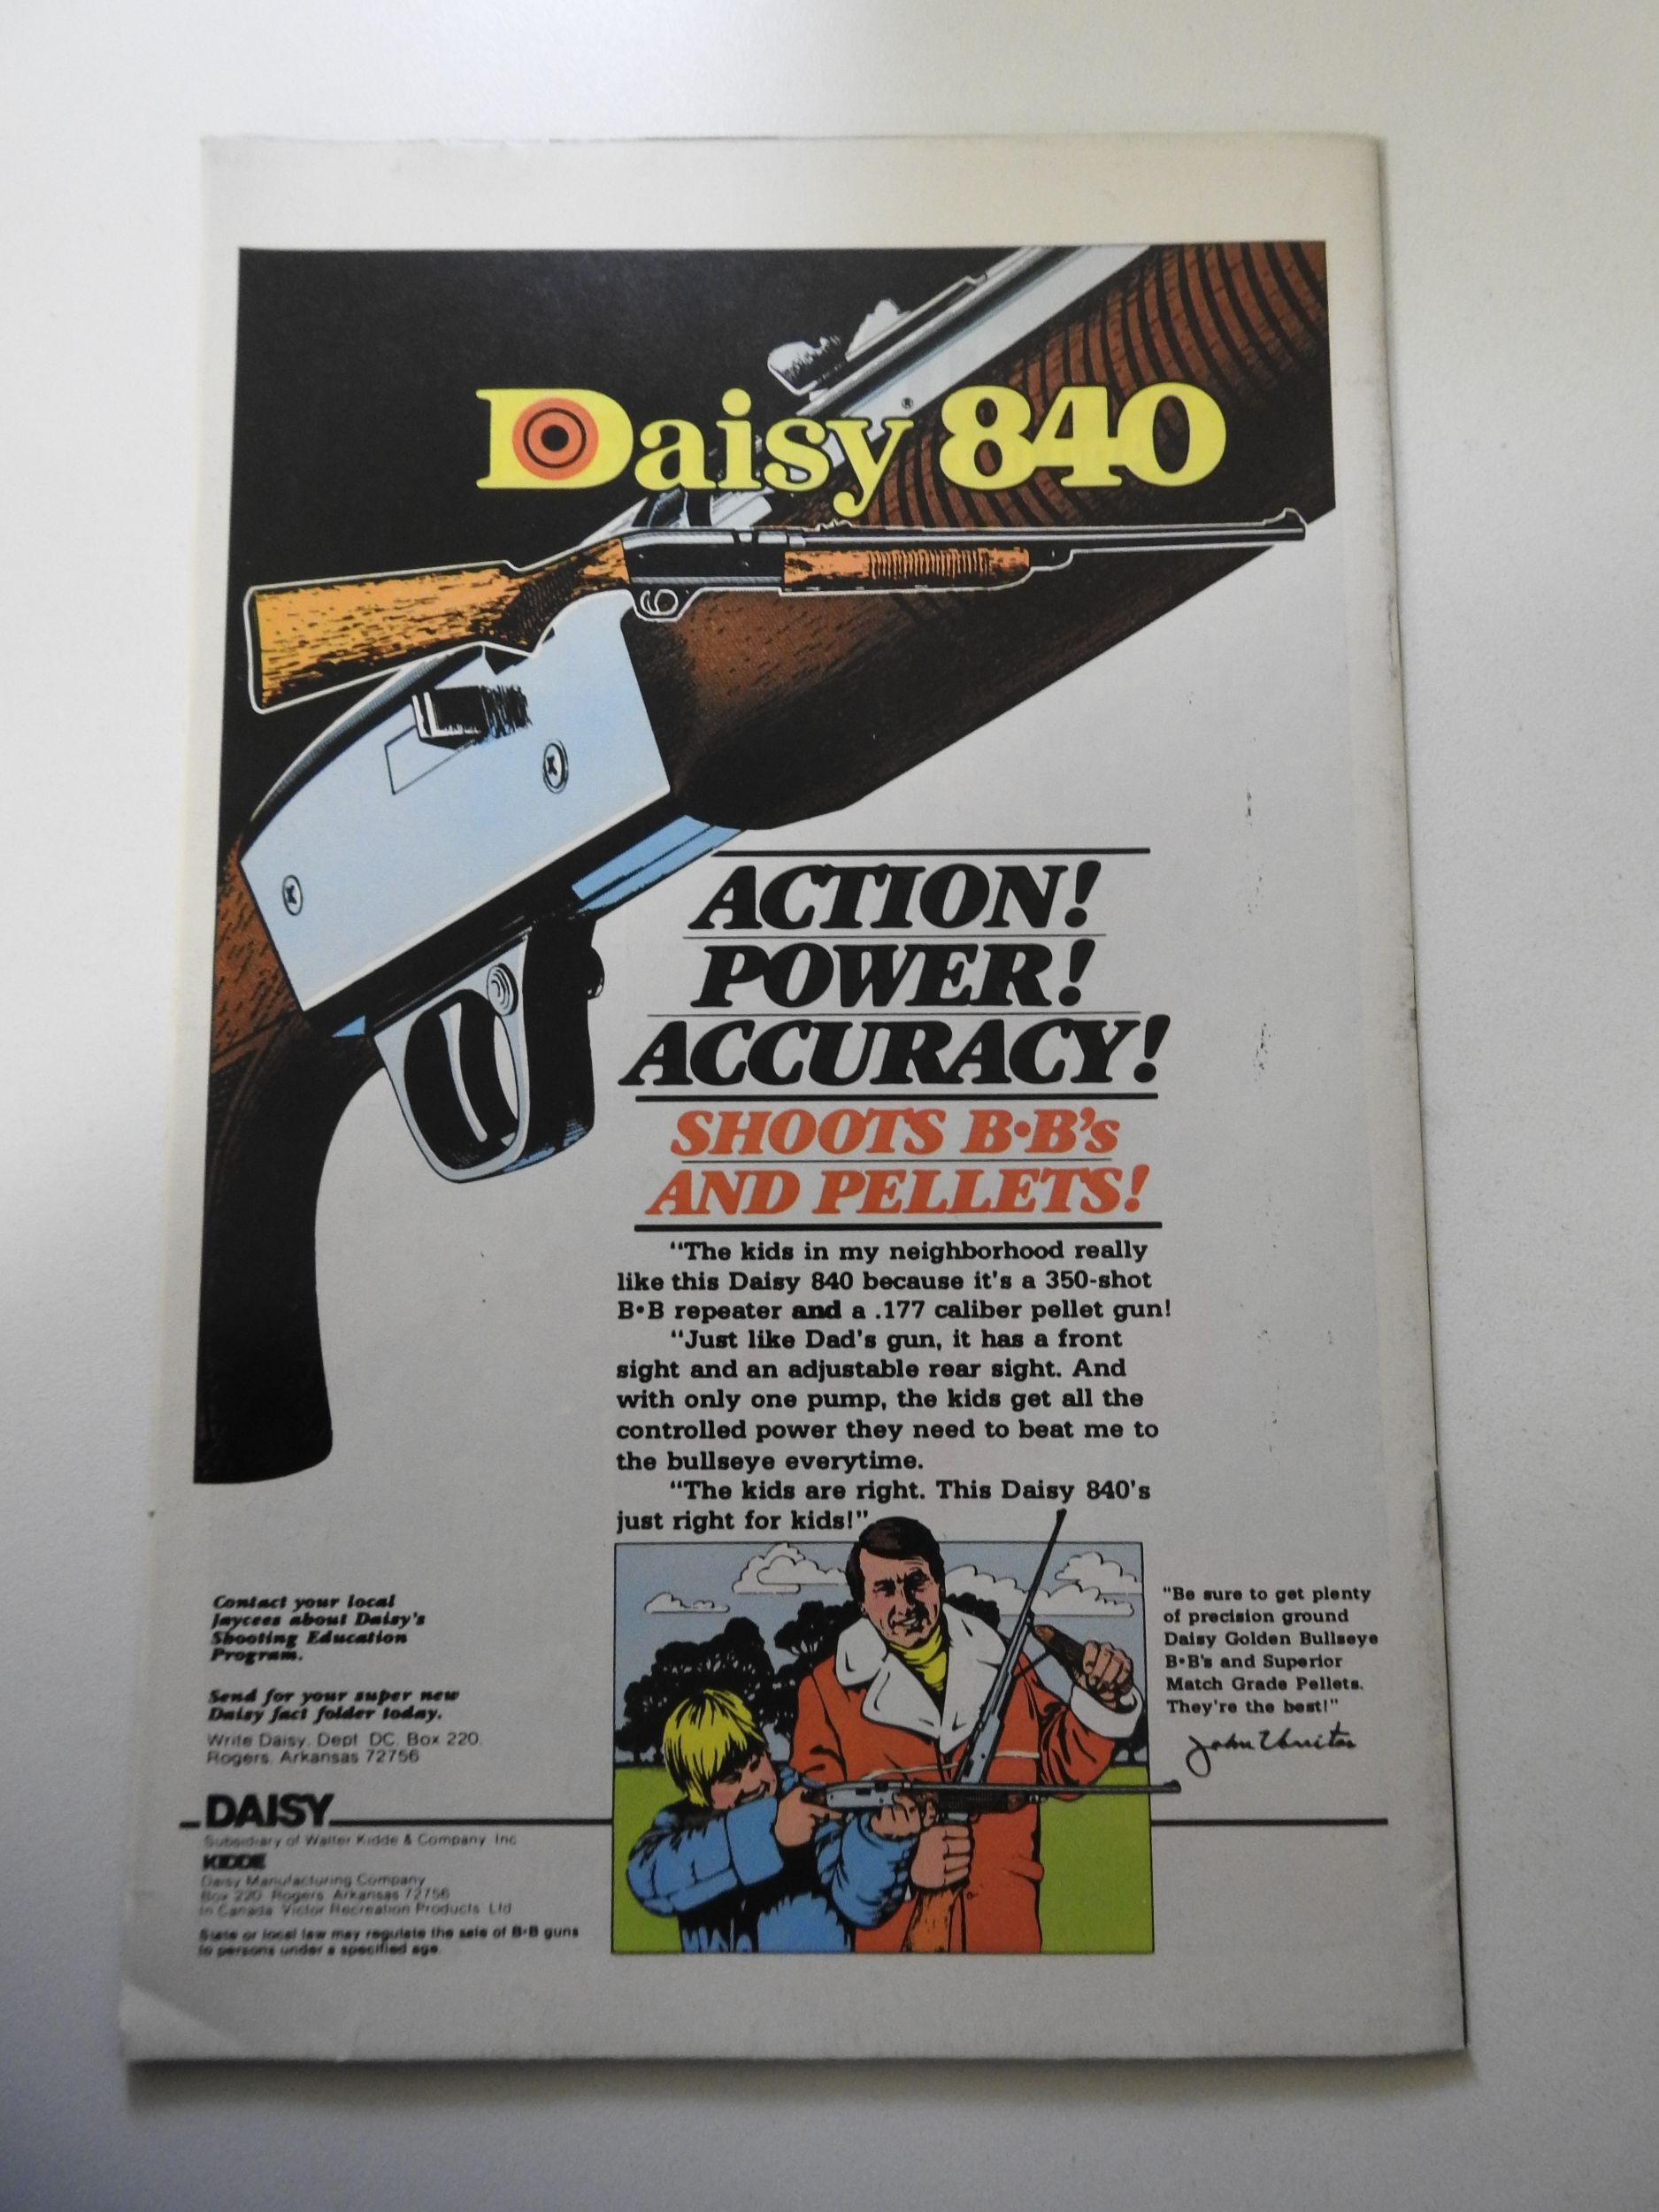 Daisy® 840
ACTION!
POWER!
ACCURACY!
SHOOTS B•B's
AND PELLETS!
"The kids in my neighborhood really
like this Daisy 840 because it's a 350-shot
B•B repeater and a .177 caliber pellet gun!
"Just like Dad's gun, it has a front
sight and an adjustable rear sight. And
with only one pump, the kids get all the
controlled power they need to beat me to
the bullseye everytime.
"The kids are right. This Daisy 840's
just right for kids!"
"Be sure to get plenty
of precision ground
Daisy Golden Bullseye
B•B's and Superior
Match Grade Pellets.
They're the best!"
John Unitas
Contact your local
Jaycees about Daisy's
Shooting Education
Program.
Send for your super new
Daisy fact folder today.
Write Daisy, Dept. DC, Box 220,
Rogers, Arkansas 72756
DAISY
Subsidiary of Walter Kidde & Company, Inc.
KIDDE
Daisy Manufacturing Company
Box 220, Rogers, Arkansas 72756
In Canada: Victor Recreation Products, Ltd.
State or local law may regulate the sale of B•B guns
to persons under a specified age.